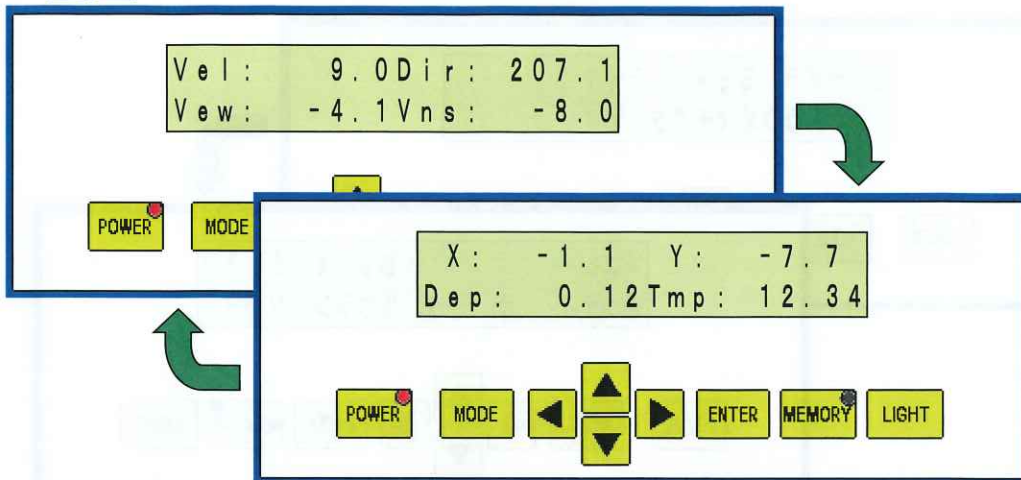 Vel: 9.0Dir: 207.1
Vew: -4.1Vns: -8.0
POWER MODE
X: -1.1 Y: -7.7
Dep: 0.12Tmp: 12.34
POWER MODE ENTER MEMORY LIGHT